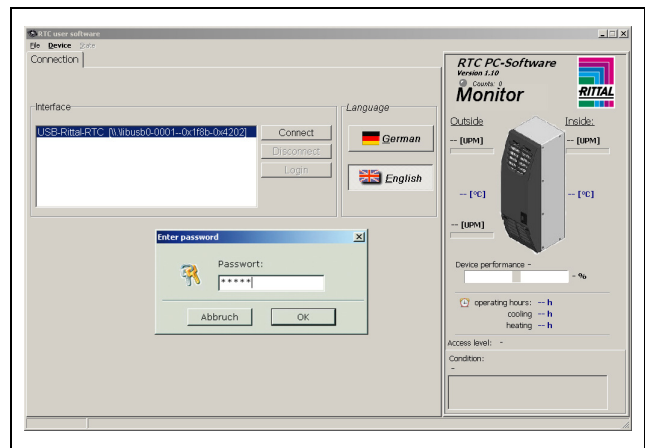 RTC user software
File Device State
Connection
Interface
USB-Rittal-RTC [\\.\libusb0-0001--0x1f8b-0x4202]
Connect
Disconnect
Login
Language
German
English
Enter password
Passwort:
*****
Abbruch OK
RTC PC-Software
Version 1.10
Counts: 0
Monitor
RITTAL
Outside Inside:
-- [UPM] -- [UPM]
-- [°C] -- [°C]
-- [UPM]
Device performance -
- %
operating hours: -- h
cooling -- h
heating -- h
Access level: -
Condition:
-